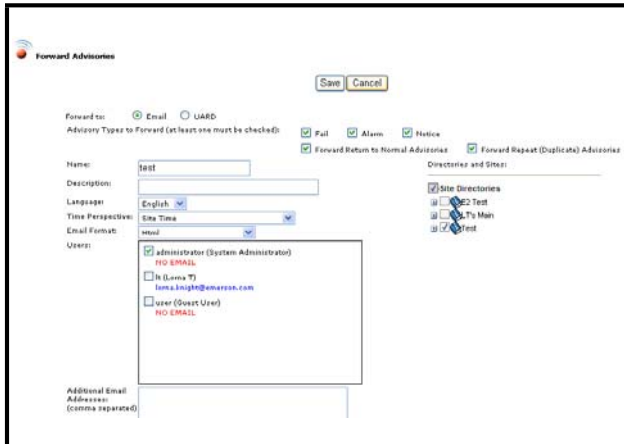 Forward Advisories
Save Cancel
Forward to: Email UARD
Advisory Types to Forward (at least one must be checked): Fail Alarm Notice
Forward Return to Normal Advisories Forward Repeat (Duplicate) Advisories
Name: test
Directories and Sites:
Description:
Site Directories
Language: English
E2 Test
Time Perspective: Site Time
LT's Main
Email Format: Html
Test
Users:
administrator (System Administrator)
NO EMAIL
lt (Lorna T)
lorna.knight@emerson.com
user (Guest User)
NO EMAIL
Additional Email
Addresses:
(comma separated)